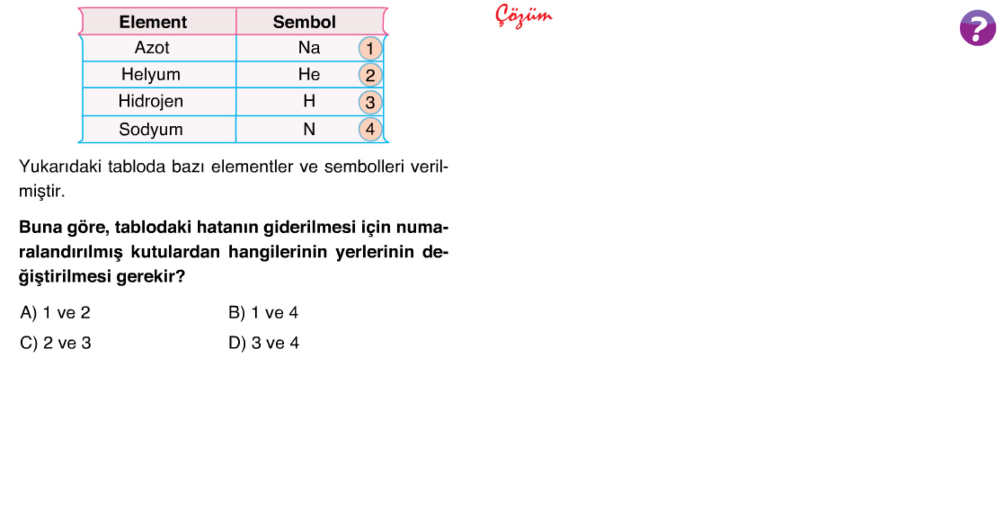 Element Sembol
Azot Na 1
Helyum He 2
Hidrojen H 3
Sodyum N 4
Yukarıdaki tabloda bazı elementler ve sembolleri veril-
miştir.
Buna göre, tablodaki hatanın giderilmesi için numa-
ralandırılmış kutulardan hangilerinin yerlerinin de-
ğiştirilmesi gerekir?
A) 1 ve 2 B) 1 ve 4
C) 2 ve 3 D) 3 ve 4
Çözüm
?